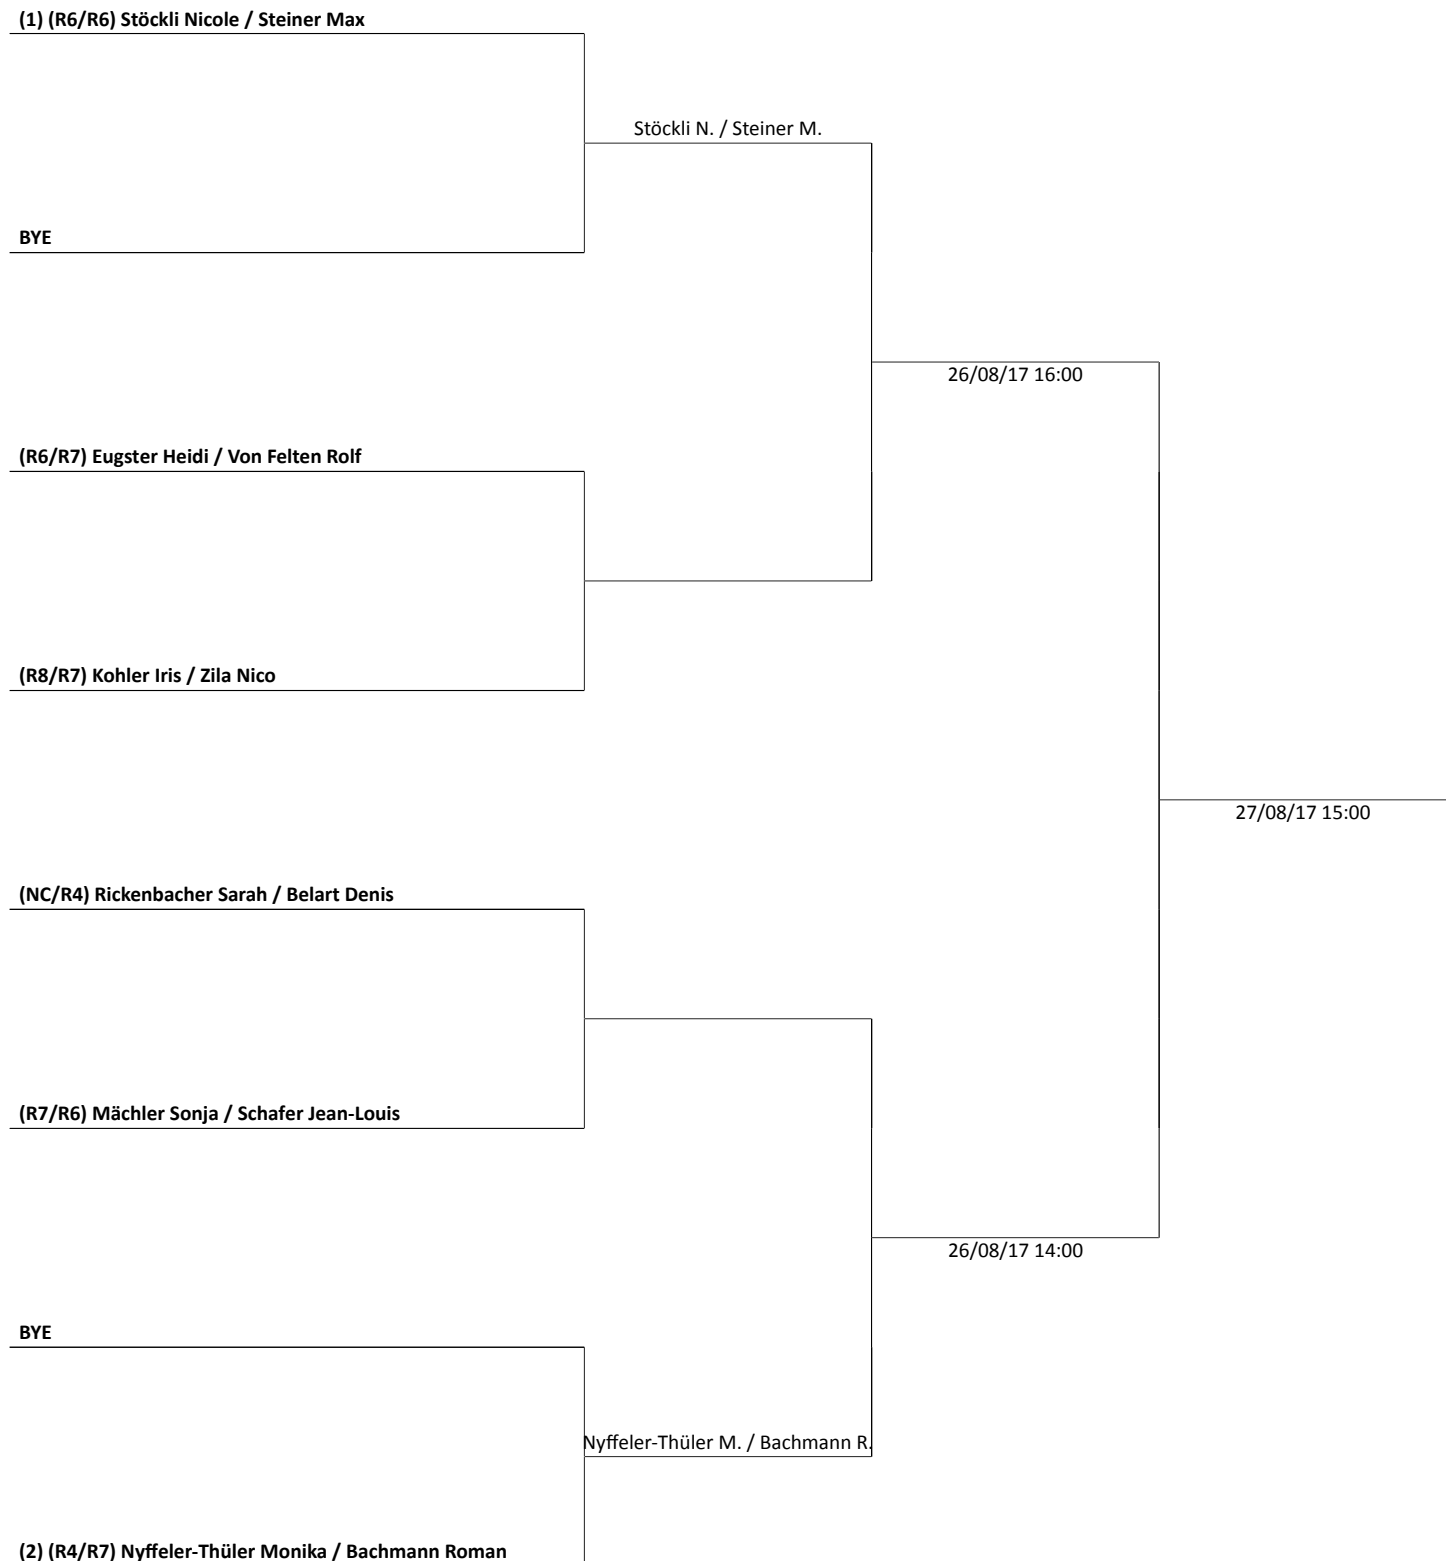 (1) (R6/R6) Stöckli Nicole / Steiner Max
Stöckli N. / Steiner M.
BYE
26/08/17 16:00
(R6/R7) Eugster Heidi / Von Felten Rolf
(R8/R7) Kohler Iris / Zila Nico
27/08/17 15:00
(NC/R4) Rickenbacher Sarah / Belart Denis
(R7/R6) Mächler Sonja / Schafer Jean-Louis
26/08/17 14:00
BYE
Nyffeler-Thüler M. / Bachmann R.
(2) (R4/R7) Nyffeler-Thüler Monika / Bachmann Roman